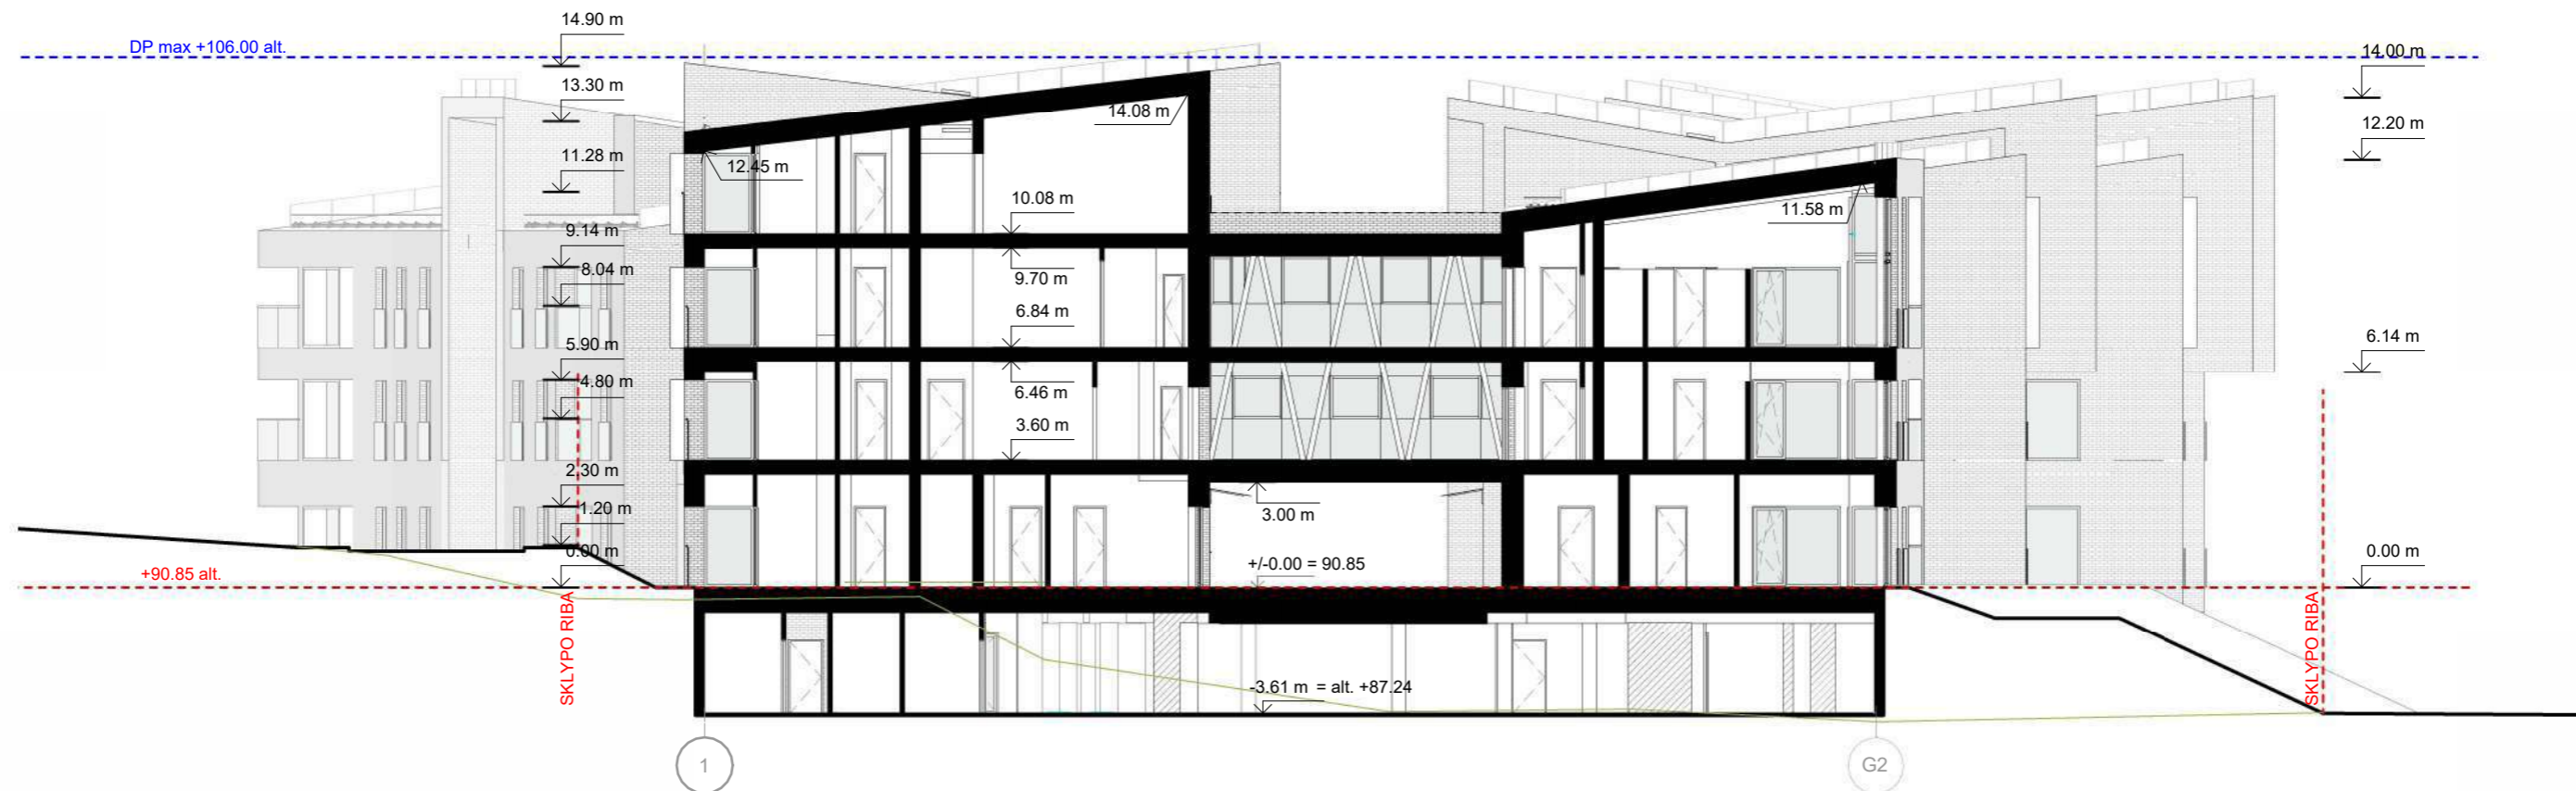 14.90 m
DP max +106.00 alt.
14.00 m
13.30 m
14.08 m
12.20 m
11.28 m
12.45 m
10.08 m
11.58 m
9.14 m
8.04 m
9.70 m
6.84 m
5.90 m
6.14 m
4.80 m
6.46 m
3.60 m
2.30 m
1.20 m
3.00 m
0.00 m
+/-0.00 = 90.85
0.00 m
+90.85 alt.
SKLYPO RIBA
SKLYPO RIBA
-3.61 m = alt. +87.24
1
G2